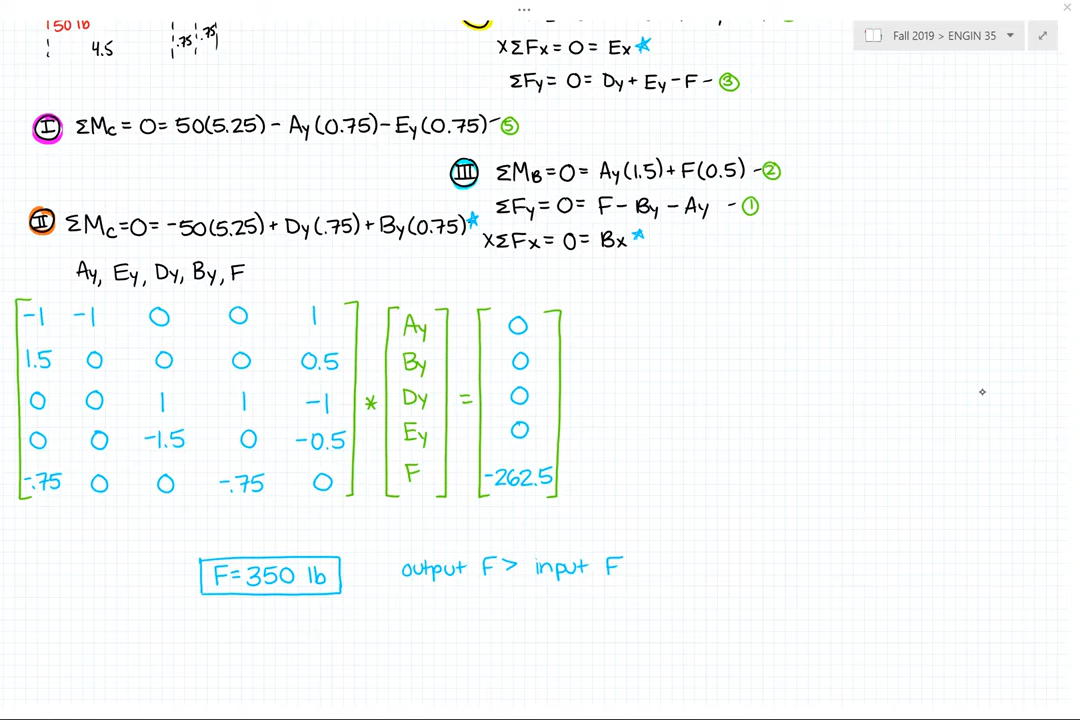 50 lb
4.5
.75 .75
Fall 2019 > ENGIN 35
xΣFx = 0 = Ex *
ΣFy = 0 = Dy + Ey - F - ③
Ⅰ ΣMc = 0 = 50(5.25) - Ay(0.75) - Ey(0.75) - ⑤
Ⅲ ΣMB = 0 = Ay(1.5) + F(0.5) - ②
ΣFy = 0 = F - By - Ay - ①
Ⅱ ΣMc = 0 = -50(5.25) + Dy(.75) + By(0.75) *
xΣFx = 0 = Bx *
Ay, Ey, Dy, By, F
-1 -1 0 0 1 Ay 0
1.5 0 0 0 0.5 By 0
0 0 1 1 -1 * Dy = 0
0 0 -1.5 0 -0.5 Ey 0
-.75 0 0 -.75 0 F -262.5
F = 350 lb output F > input F